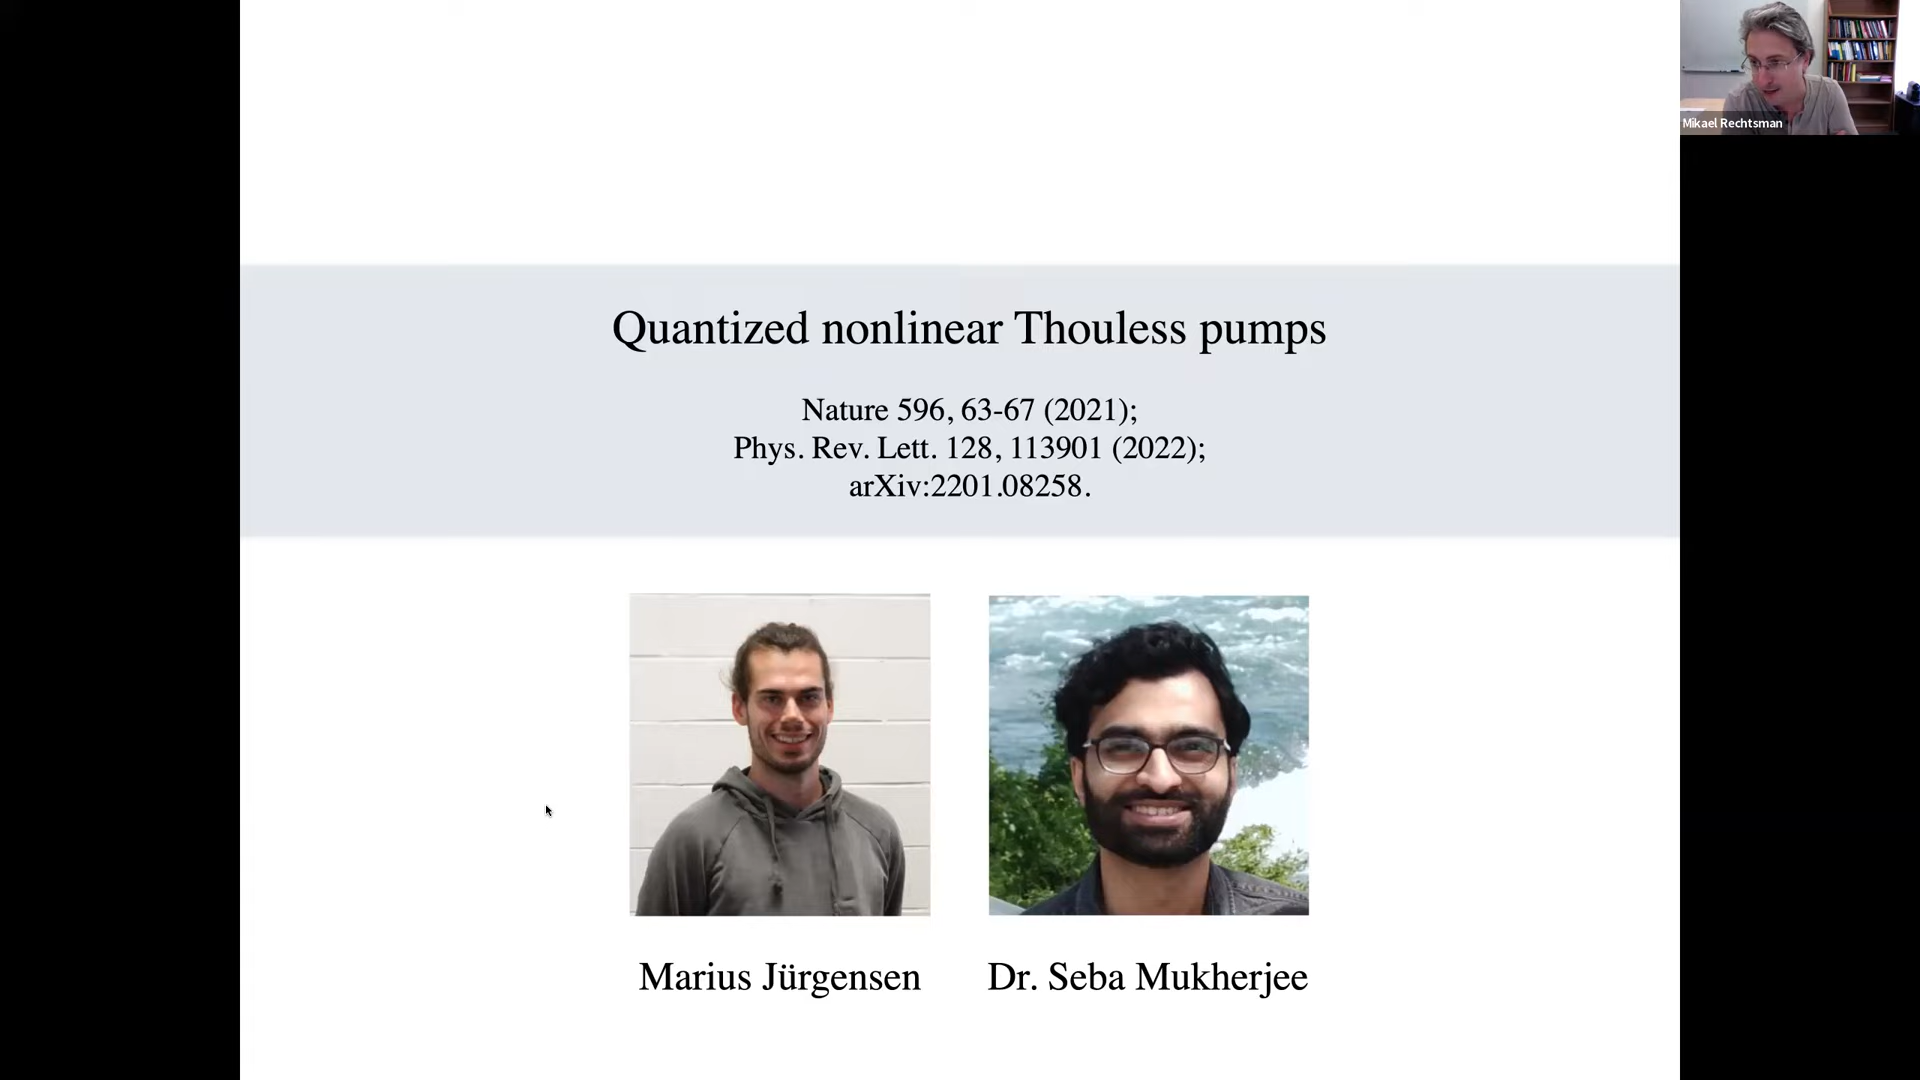 Mikael Rechtsman
Quantized nonlinear Thouless pumps
Nature 596, 63-67 (2021);
Phys. Rev. Lett. 128, 113901 (2022);
arXiv:2201.08258.
Marius Jürgensen
Dr. Seba Mukherjee